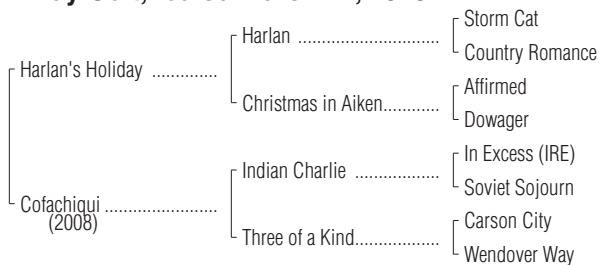 Storm Cat
Harlan ................................
Country Romance
Harlan's Holiday ..............
Affirmed
Christmas in Aiken............
Dowager
In Excess (IRE)
Indian Charlie ..................
Soviet Sojourn
Cofachiqui ........................
(2008)
Carson City
Three of a Kind..................
Wendover Way